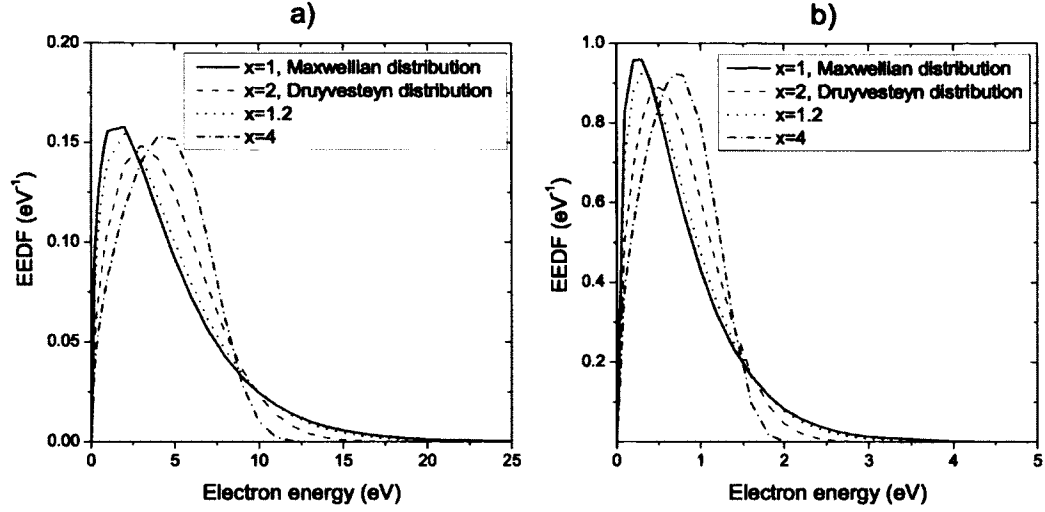 a)
0.20
0.15
0.10
0.05
0.00
EEDF (eV⁻¹)
x=1, Maxwellian distribution
x=2, Druyvesteyn distribution
x=1.2
x=4
0 5 10 15 20 25
Electron energy (eV)
b)
1.0
0.8
0.6
0.4
0.2
EEDF (eV⁻¹)
x=1, Maxwellian distribution
x=2, Druyvesteyn distribution
x=1.2
x=4
0 1 2 3 4 5
Electron energy (eV)